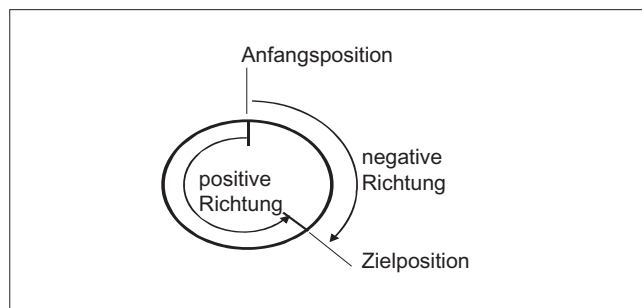 Anfangsposition
negative
Richtung
positive
Richtung
Zielposition